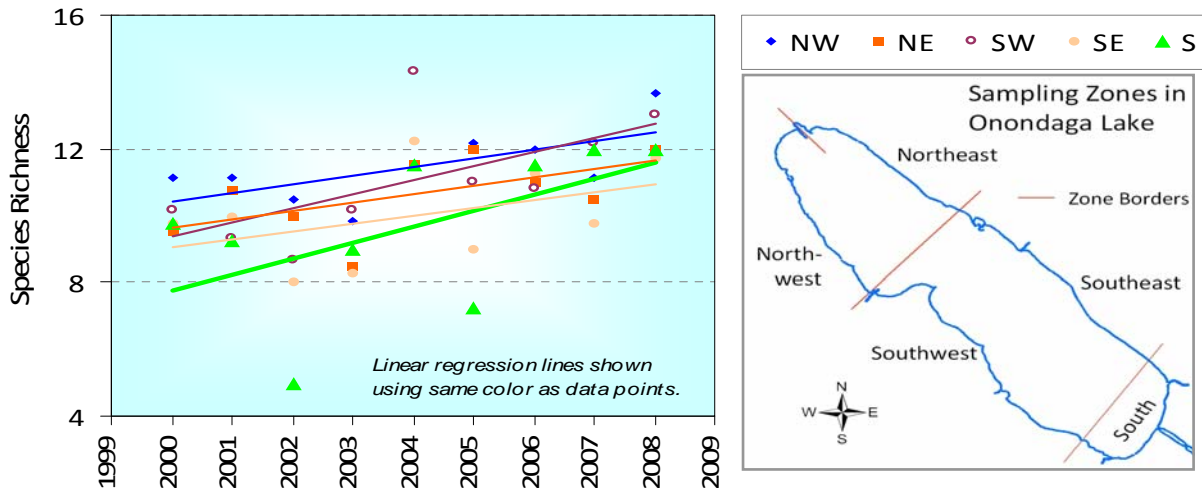 Species Richness
16
12
8
4
1999
2000
2001
2002
2003
2004
2005
2006
2007
2008
2009
Linear regression lines shown
using same color as data points.
NW NE SW SE S
Sampling Zones in
Onondaga Lake
Northeast
Zone Borders
North-
west
Southeast
Southwest
South
N
W E
S